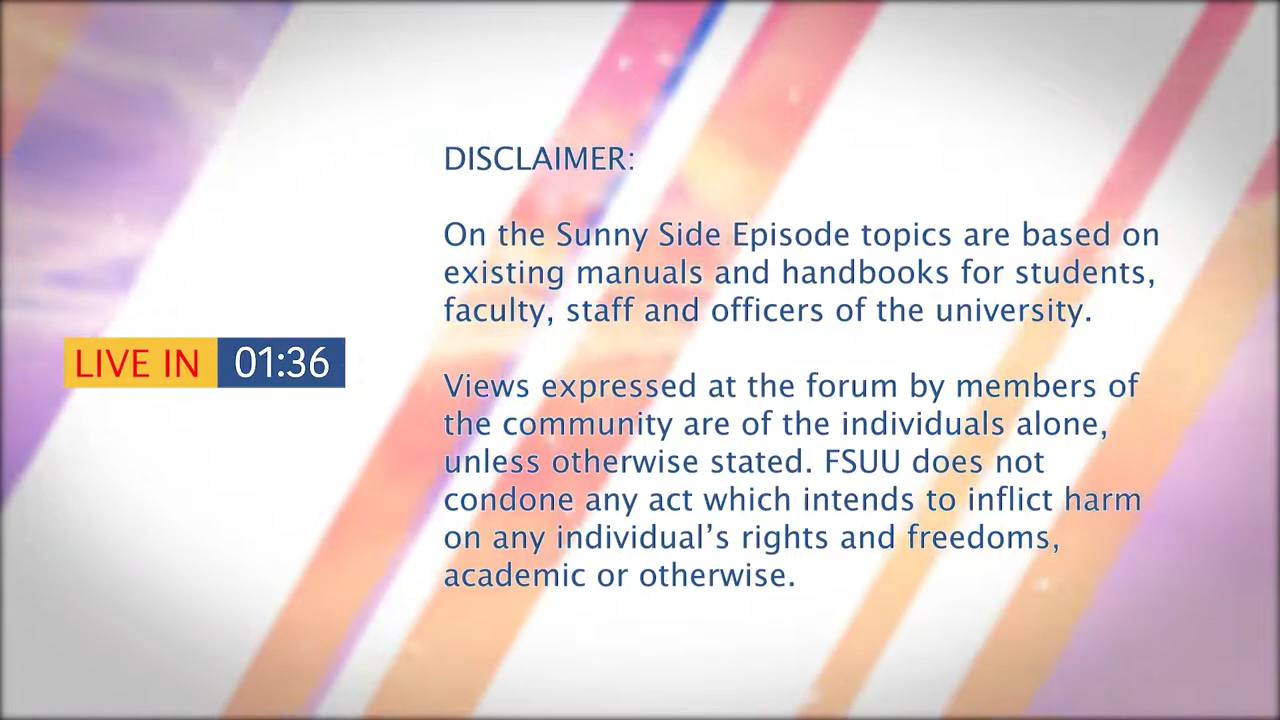 DISCLAIMER:
On the Sunny Side Episode topics are based on
existing manuals and handbooks for students,
faculty, staff and officers of the university.
LIVE IN 01:36
Views expressed at the forum by members of
the community are of the individuals alone,
unless otherwise stated. FSUU does not
condone any act which intends to inflict harm
on any individual’s rights and freedoms,
academic or otherwise.